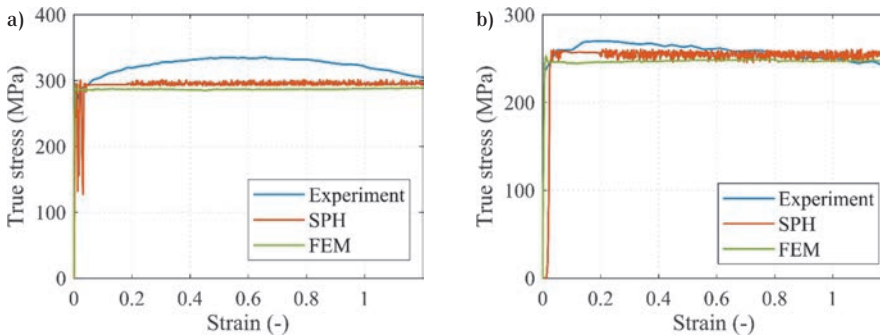 a)
True stress (MPa)
400
300
200
100
0
Experiment
SPH
FEM
0 0.2 0.4 0.6 0.8 1
Strain (-)
b)
True stress (MPa)
300
200
100
0
Experiment
SPH
FEM
0 0.2 0.4 0.6 0.8 1
Strain (-)